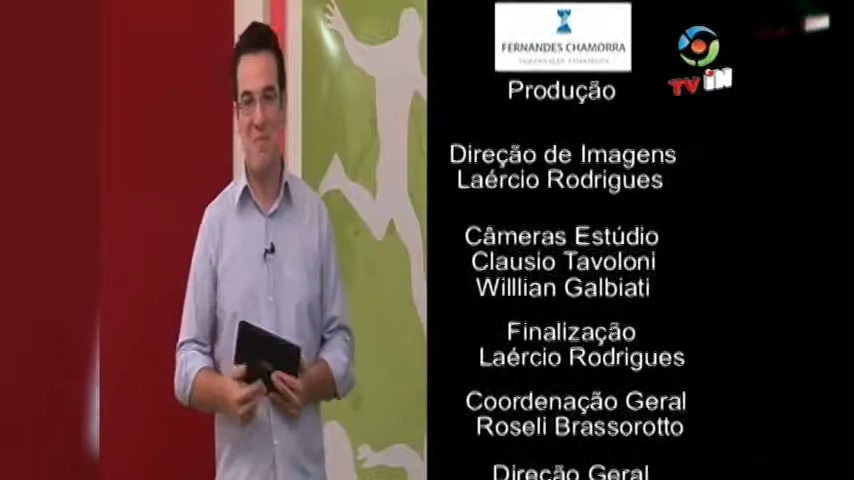 FERNANDES CHAMORRA
TV iN
Produção
Direção de Imagens
Laércio Rodrigues
Câmeras Estúdio
Clausio Tavoloni
Willlian Galbiati
Finalização
Laércio Rodrigues
Coordenação Geral
Roseli Brassorotto
Direção Geral